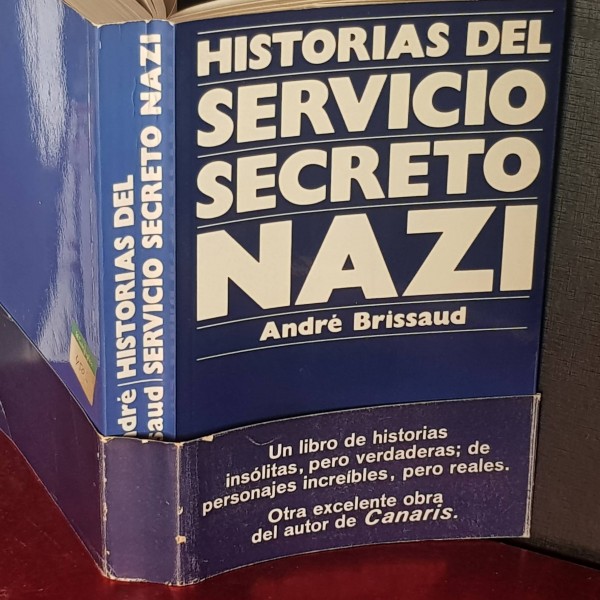 HISTORIAS DEL
SERVICIO
SECRETO
NAZI
André Brissaud
Un libro de historias
insólitas, pero verdaderas; de
personajes increíbles, pero reales.
Otra excelente obra
del autor de Canaris.
HISTORIAS DEL
SERVICIO SECRETO NAZI